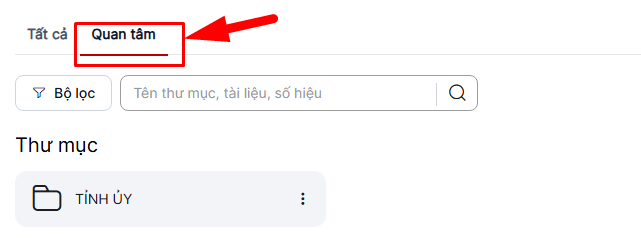 Tất cả Quan tâm
Bộ lọc Tên thư mục, tài liệu, số hiệu
Thư mục
TỈNH ỦY